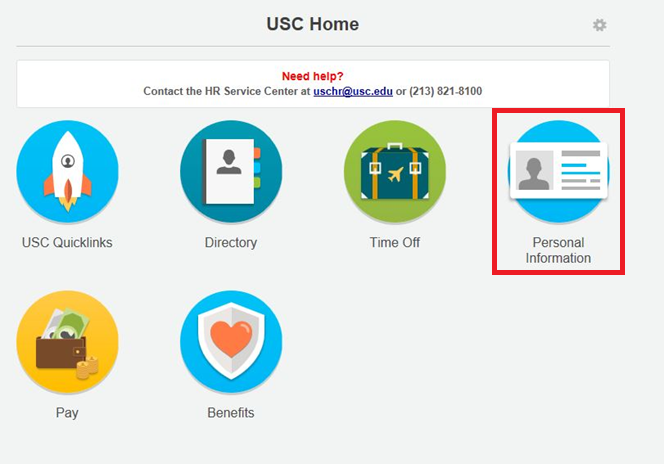 USC Home
Need help?
Contact the HR Service Center at uschr@usc.edu or (213) 821-8100
USC Quicklinks
Directory
Time Off
Personal
Information
Pay
Benefits